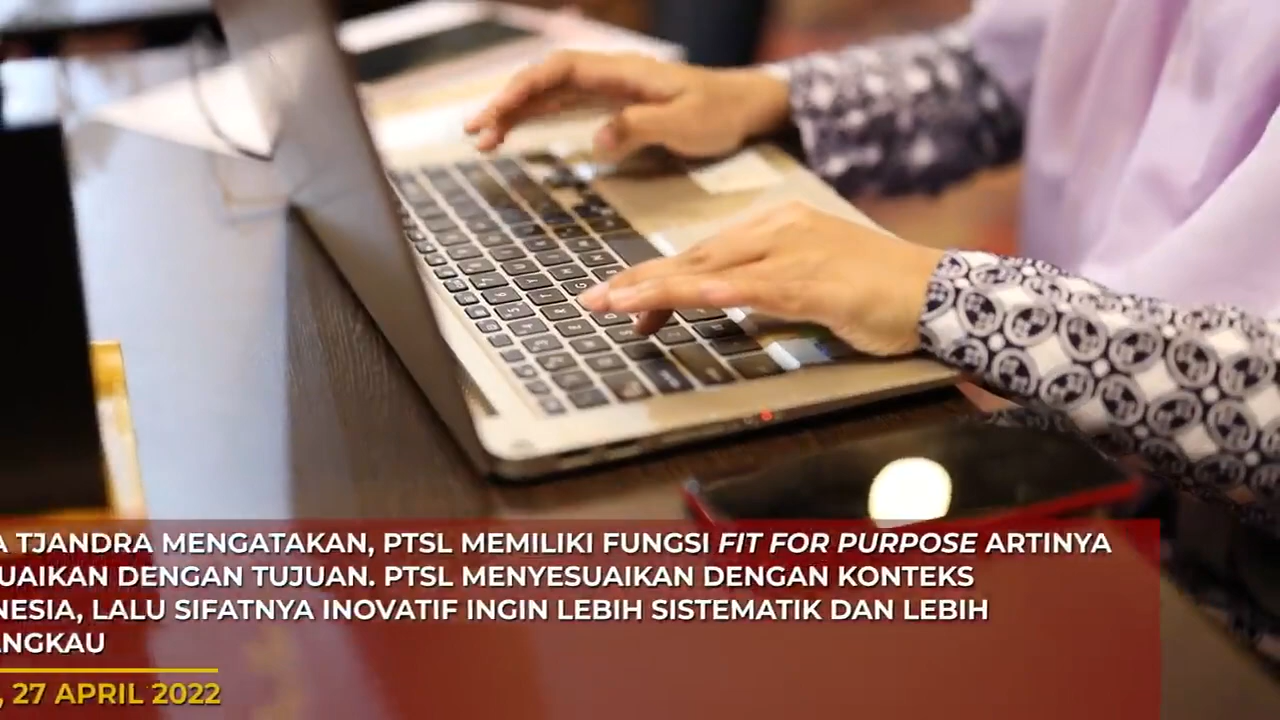 A TJANDRA MENGATAKAN, PTSL MEMILIKI FUNGSI FIT FOR PURPOSE ARTINYA
UAIKAN DENGAN TUJUAN. PTSL MENYESUAIKAN DENGAN KONTEKS
NESIA, LALU SIFATNYA INOVATIF INGIN LEBIH SISTEMATIK DAN LEBIH
ANGKAU
, 27 APRIL 2022